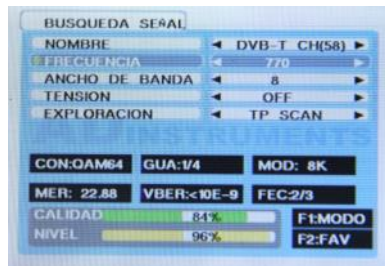 BUSQUEDA SEÑAL
NOMBRE ◄ DVB-T CH(58) ►
FRECUENCIA ◄ 770 ►
ANCHO DE BANDA ◄ 8 ►
TENSION ◄ OFF ►
EXPLORACION ◄ TP SCAN ►
INSTRUMENTS
CON:QAM64 GUA:1/4 MOD: 8K
MER: 22.88 VBER:<10E-9 FEC:2/3
CALIDAD 84% F1:MODO
NIVEL 96% F2:FAV